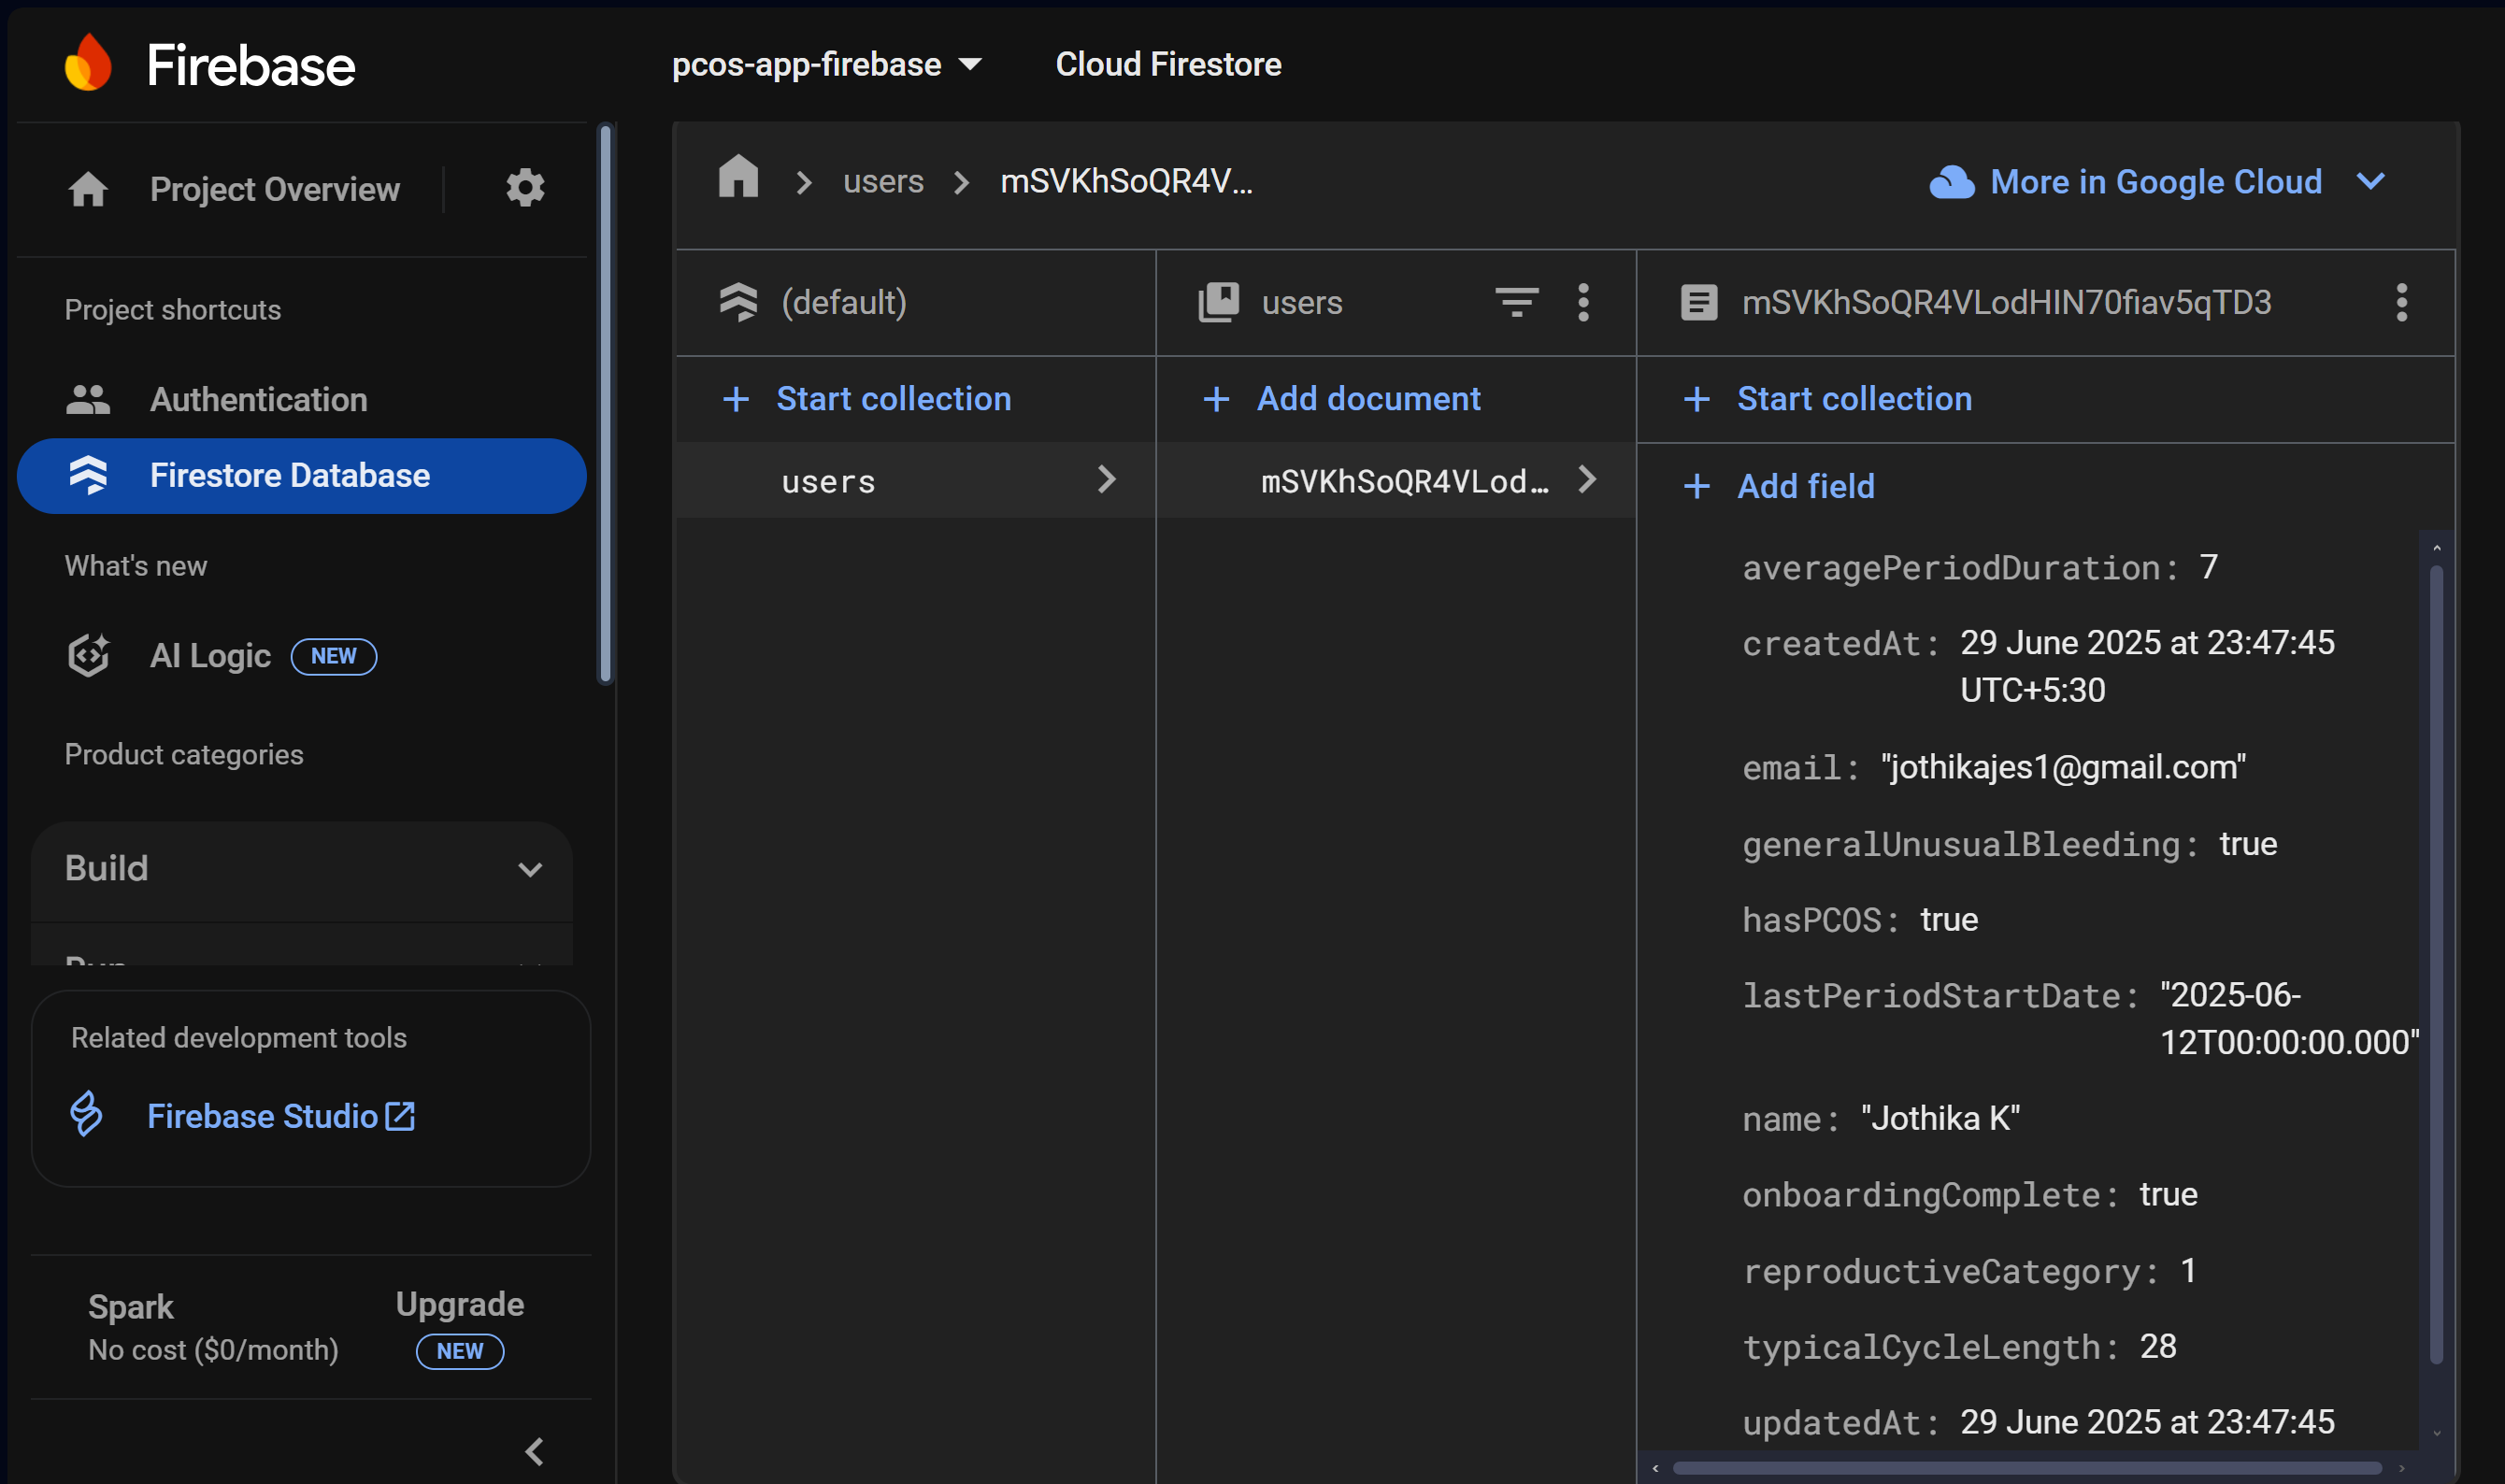 Firebase
pcos-app-firebase
Cloud Firestore
Project Overview
Project shortcuts
Authentication
Firestore Database
What's new
AI Logic NEW
Product categories
Build
Run
Related development tools
Firebase Studio
Spark
No cost ($0/month)
Upgrade
NEW
users
mSVKhSoQR4V...
More in Google Cloud
(default)
Start collection
users
users
Add document
mSVKhSoQR4VLod...
mSVKhSoQR4VLodHIN70fiav5qTD3
Start collection
Add field
averagePeriodDuration: 7
createdAt: 29 June 2025 at 23:47:45
UTC+5:30
email: "jothikajes1@gmail.com"
generalUnusualBleeding: true
hasPCOS: true
lastPeriodStartDate: "2025-06-
12T00:00:00.000"
name: "Jothika K"
onboardingComplete: true
reproductiveCategory: 1
typicalCycleLength: 28
updatedAt: 29 June 2025 at 23:47:45